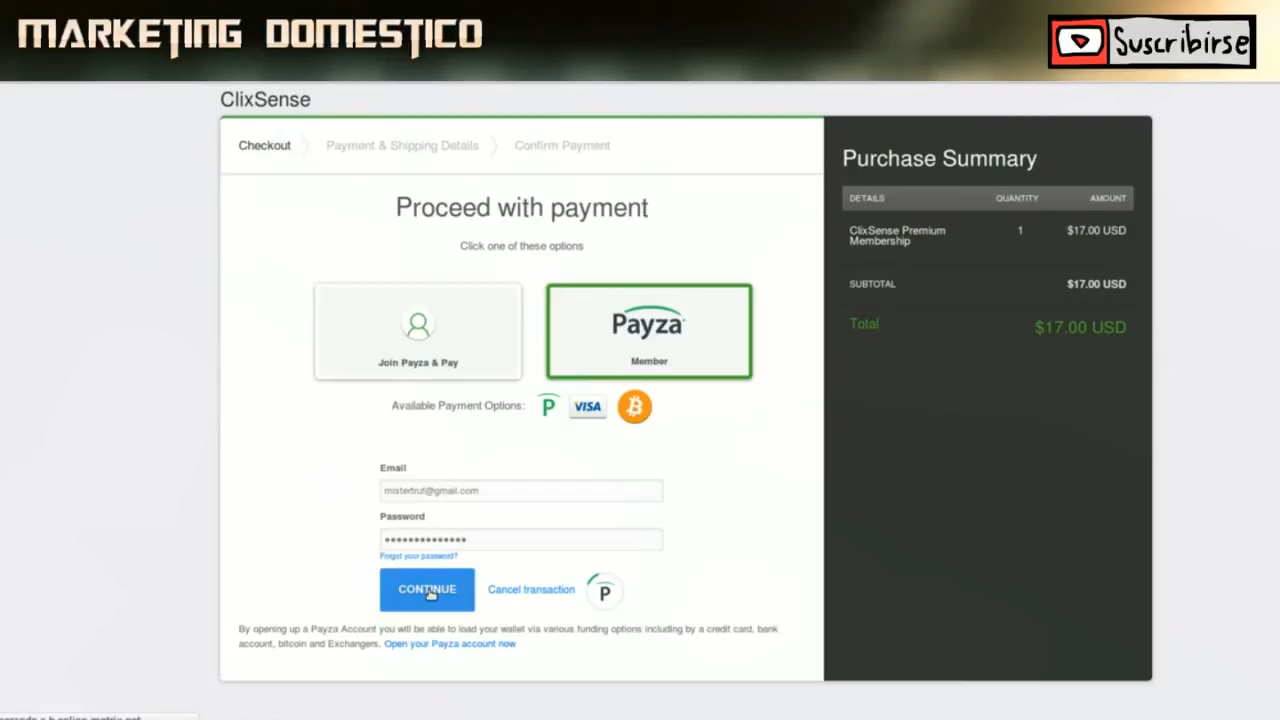 MARKETING DOMESTICO
Suscribirse
ClixSense
Checkout
Payment & Shipping Details
Confirm Payment
Proceed with payment
Click one of these options
Join Payza & Pay
Payza
Member
Available Payment Options:
P
VISA
Email
mistertruf@gmail.com
Password
••••••••••••••
Forgot your password?
CONTINUE
Cancel transaction
P
By opening up a Payza Account you will be able to load your wallet via various funding options including by a credit card, bank
account, bitcoin and Exchangers. Open your Payza account now
Purchase Summary
DETAILS QUANTITY AMOUNT
ClixSense Premium 1 $17.00 USD
Membership
SUBTOTAL $17.00 USD
Total $17.00 USD